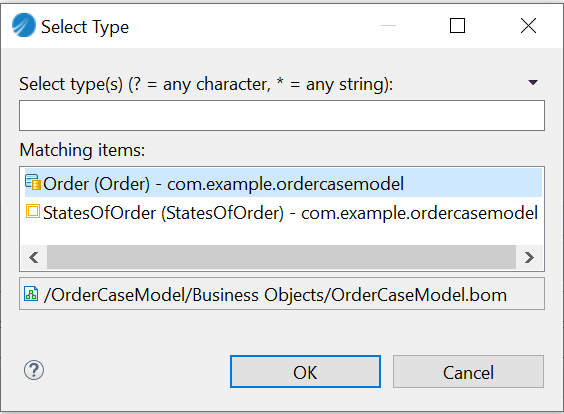 Select Type
Select type(s) (? = any character, * = any string):
Matching items:
Order (Order) - com.example.ordercasemodel
StatesOfOrder (StatesOfOrder) - com.example.ordercasemodel
/OrderCaseModel/Business Objects/OrderCaseModel.bom
?
OK Cancel